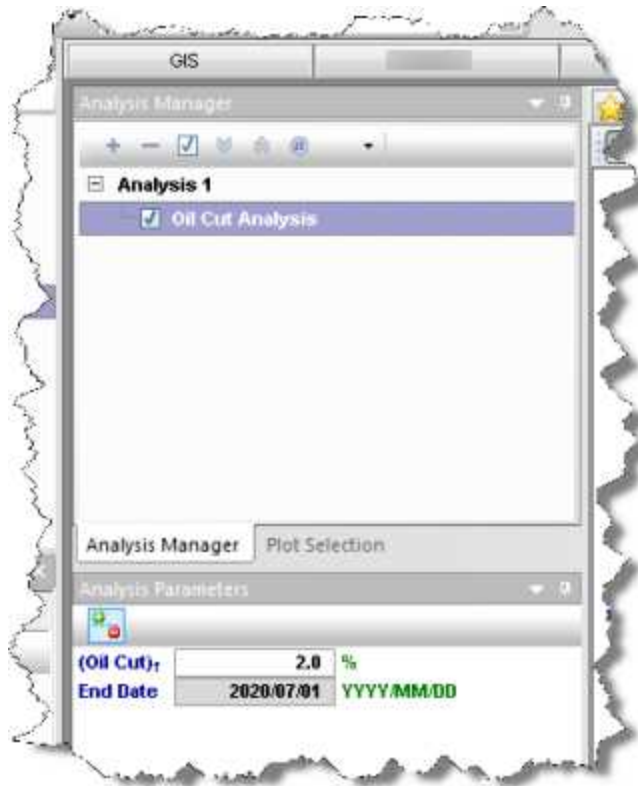 GIS
Analysis Manager
Analysis 1
Oil Cut Analysis
Analysis Manager Plot Selection
Analysis Parameters
(Oil Cut)f 2.0 %
End Date 2020/07/01 YYYY/MM/DD